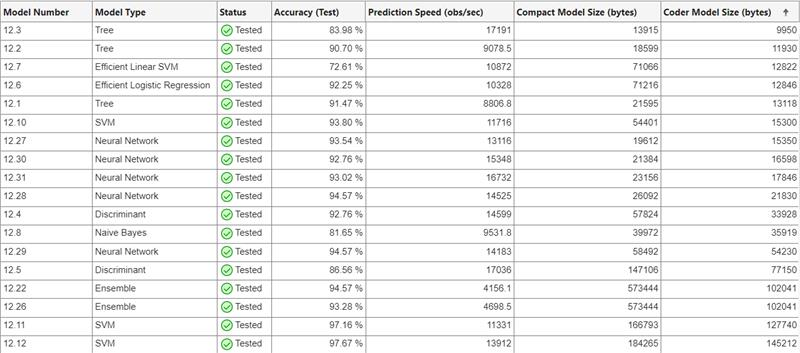 Model Number Model Type Status Accuracy (Test) Prediction Speed (obs/sec) Compact Model Size (bytes) Coder Model Size (bytes) ↑
12.3 Tree Tested 83.98 % 17191 13915 9950
12.2 Tree Tested 90.70 % 9078.5 18599 11930
12.7 Efficient Linear SVM Tested 72.61 % 10872 71066 12822
12.6 Efficient Logistic Regression Tested 92.25 % 10328 71216 12846
12.1 Tree Tested 91.47 % 8806.8 21595 13118
12.10 SVM Tested 93.80 % 11716 54401 15300
12.27 Neural Network Tested 93.54 % 13116 19612 15350
12.30 Neural Network Tested 92.76 % 15348 21384 16598
12.31 Neural Network Tested 93.02 % 16732 23156 17846
12.28 Neural Network Tested 94.57 % 14525 26092 21830
12.4 Discriminant Tested 92.76 % 14599 57824 33928
12.8 Naive Bayes Tested 81.65 % 9531.8 39972 35919
12.29 Neural Network Tested 94.57 % 14183 58492 54230
12.5 Discriminant Tested 86.56 % 17036 147106 77150
12.22 Ensemble Tested 94.57 % 4156.1 573444 102041
12.26 Ensemble Tested 93.28 % 4698.5 573444 102041
12.11 SVM Tested 97.16 % 11331 166793 127740
12.12 SVM Tested 97.67 % 13912 184265 145212